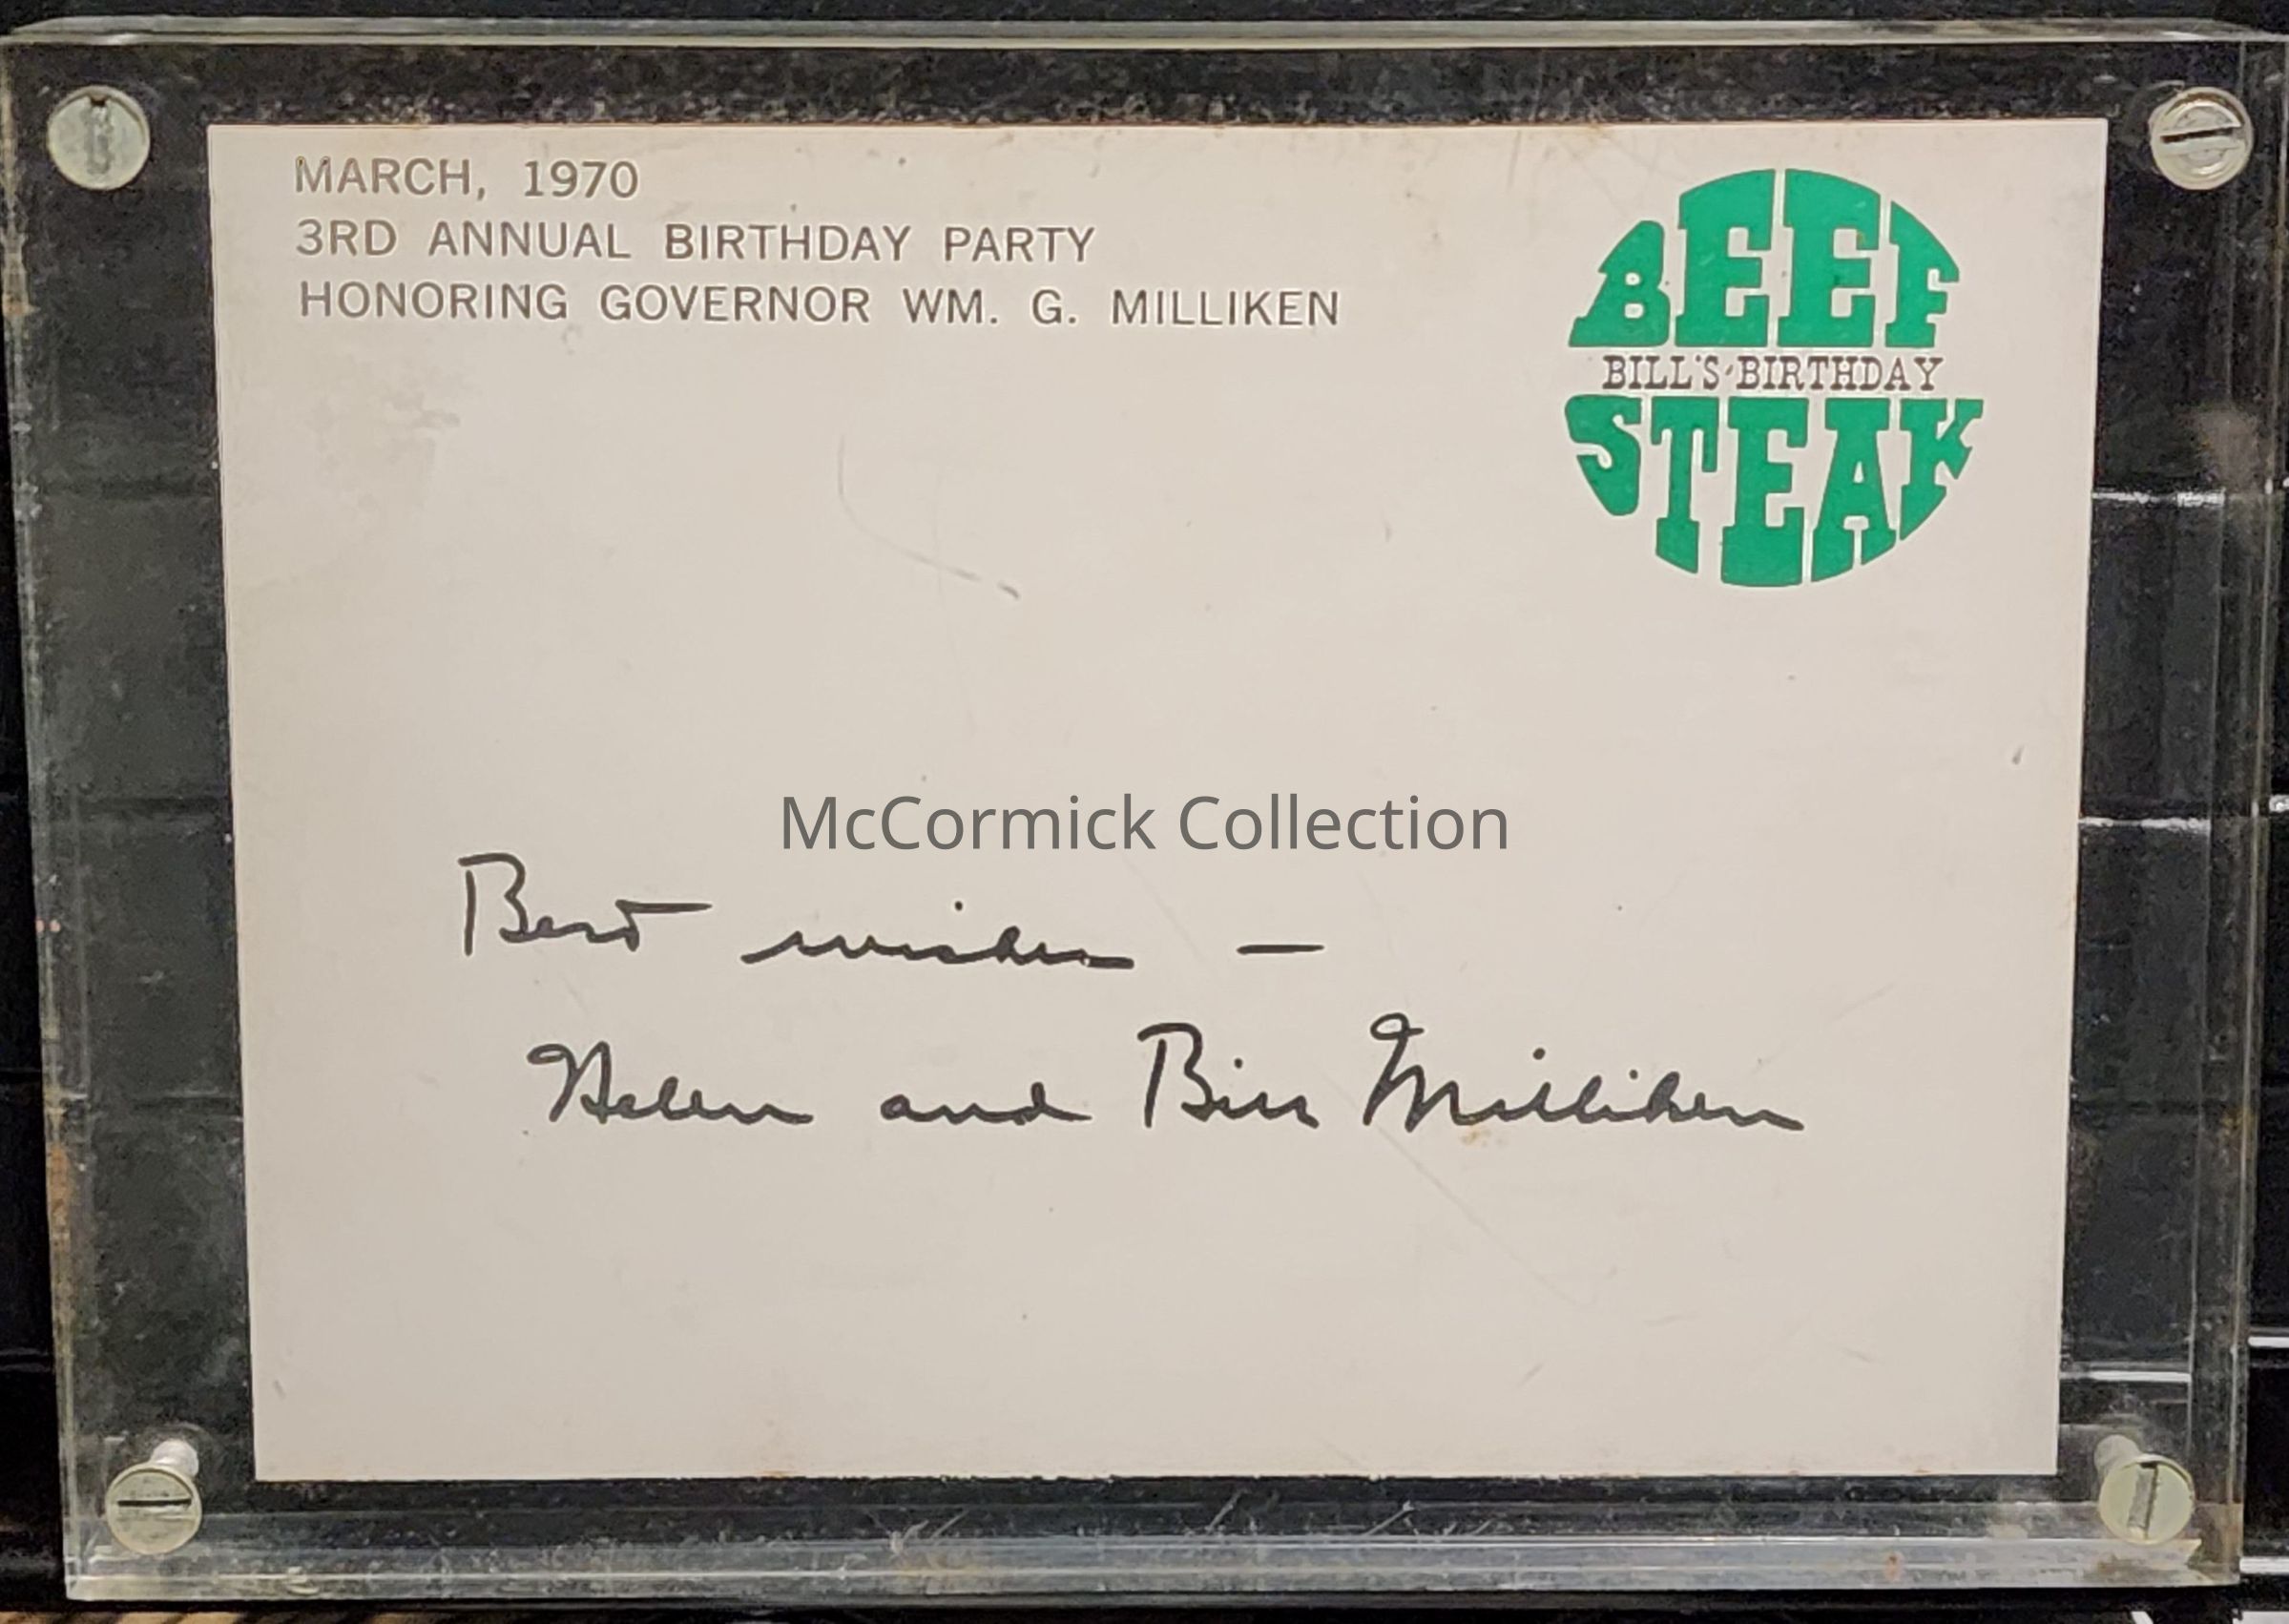 MARCH, 1970
3RD ANNUAL BIRTHDAY PARTY
HONORING GOVERNOR WM. G. MILLIKEN
BEEF
BILL'S BIRTHDAY
STEAK
McCormick Collection
Best wishes –
Helen and Bill Milliken